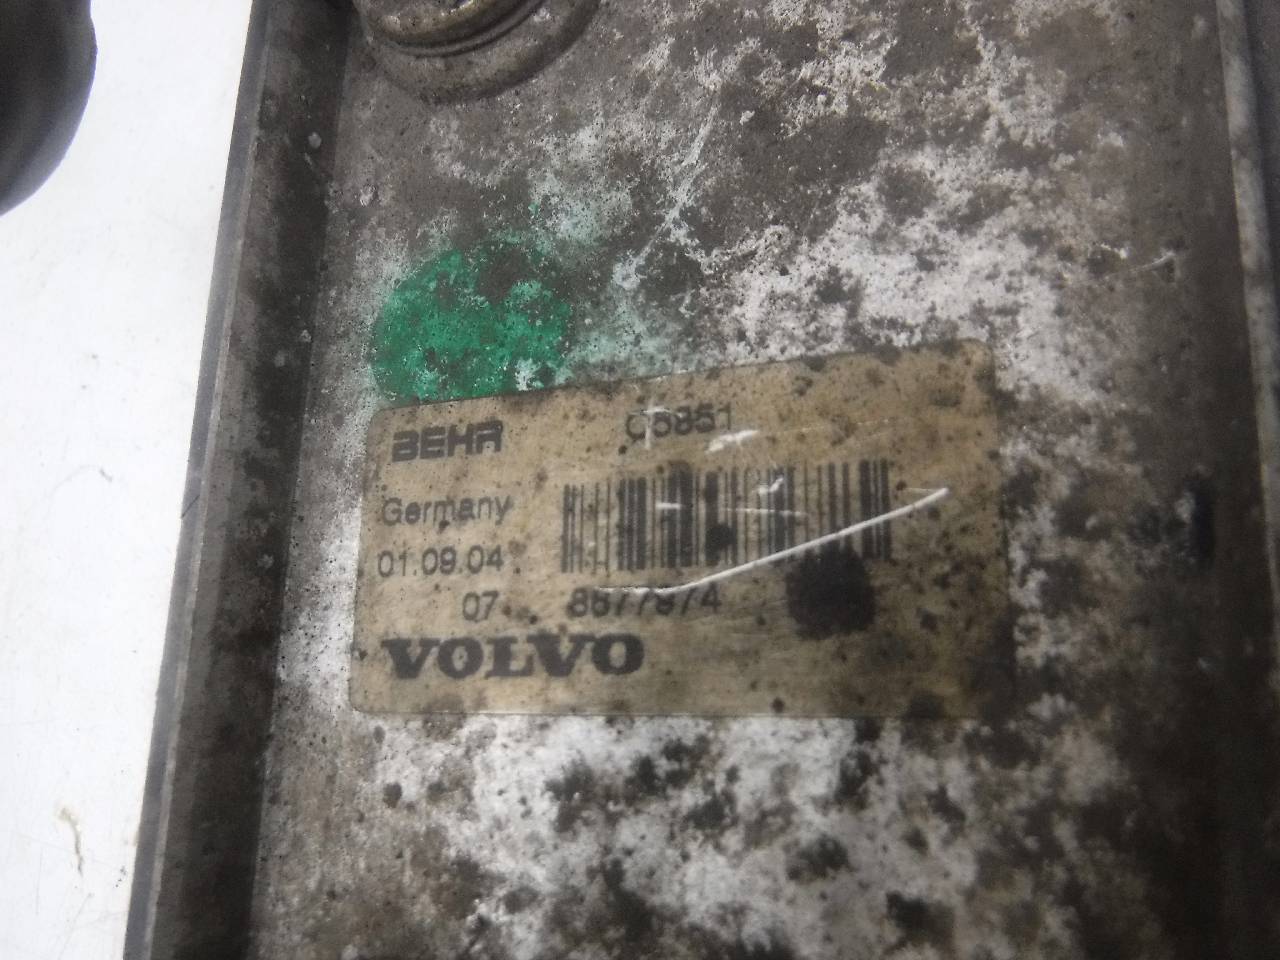 BEHR
Germany
01.09.04
07
VOLVO